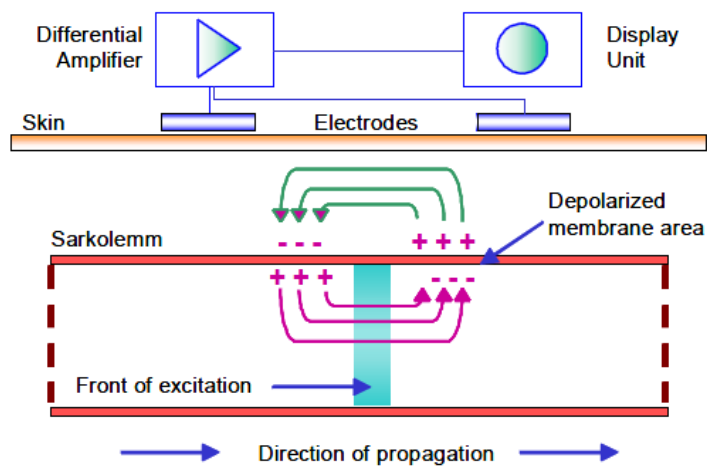 Differential
Amplifier
Display
Unit
Skin
Electrodes
Depolarized
membrane area
Sarkolemm
- - -
+ + +
+ + +
- - -
Front of excitation
Direction of propagation